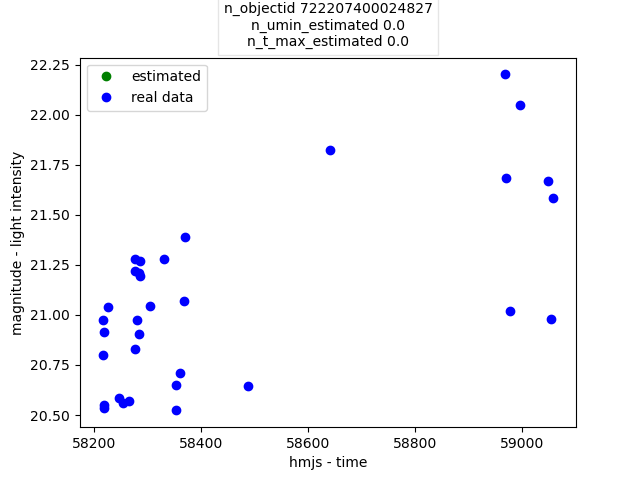 n_objectid 722207400024827
n_umin_estimated 0.0
n_t_max_estimated 0.0
estimated
real data
magnitude - light intensity
22.25
22.00
21.75
21.50
21.25
21.00
20.75
20.50
58200 58400 58600 58800 59000
hmjs - time